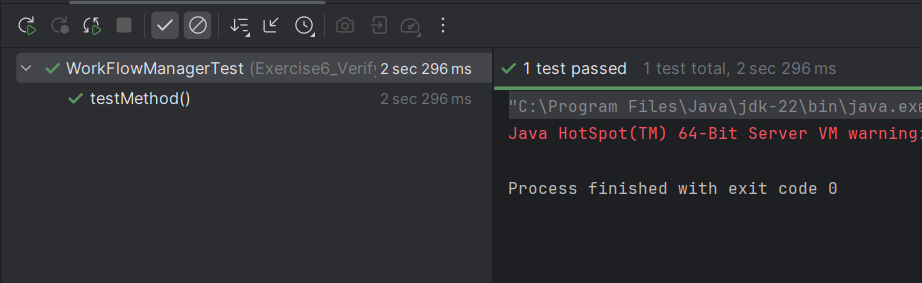 WorkFlowManagerTest (Exercise6_Verify 2 sec 296 ms
testMethod() 2 sec 296 ms
1 test passed 1 test total, 2 sec 296 ms
"C:\Program Files\Java\jdk-22\bin\java.exe
Java HotSpot(TM) 64-Bit Server VM warning:
Process finished with exit code 0